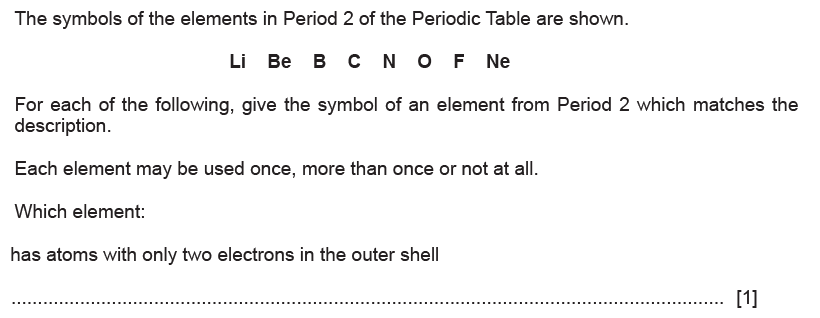 The symbols of the elements in Period 2 of the Periodic Table are shown.
Li Be B C N O F Ne
For each of the following, give the symbol of an element from Period 2 which matches the
description.
Each element may be used once, more than once or not at all.
Which element:
has atoms with only two electrons in the outer shell
........................................................................................................................................... [1]